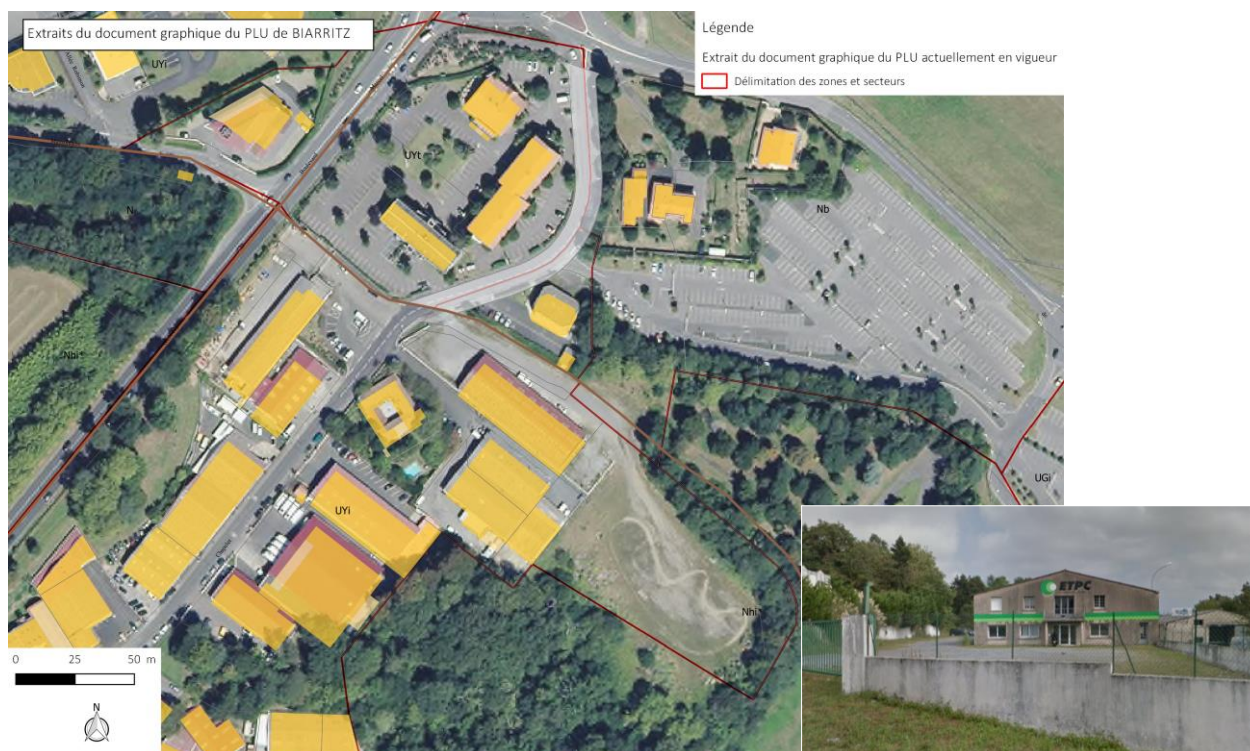 Extraits du document graphique du PLU de BIARRITZ
Légende
Extrait du document graphique du PLU actuellement en vigueur
Délimitation des zones et secteurs
UYi
UYt
N
Nb
Nbi
UYi
UGi
Nhi
ETPC
0 25 50 m
N